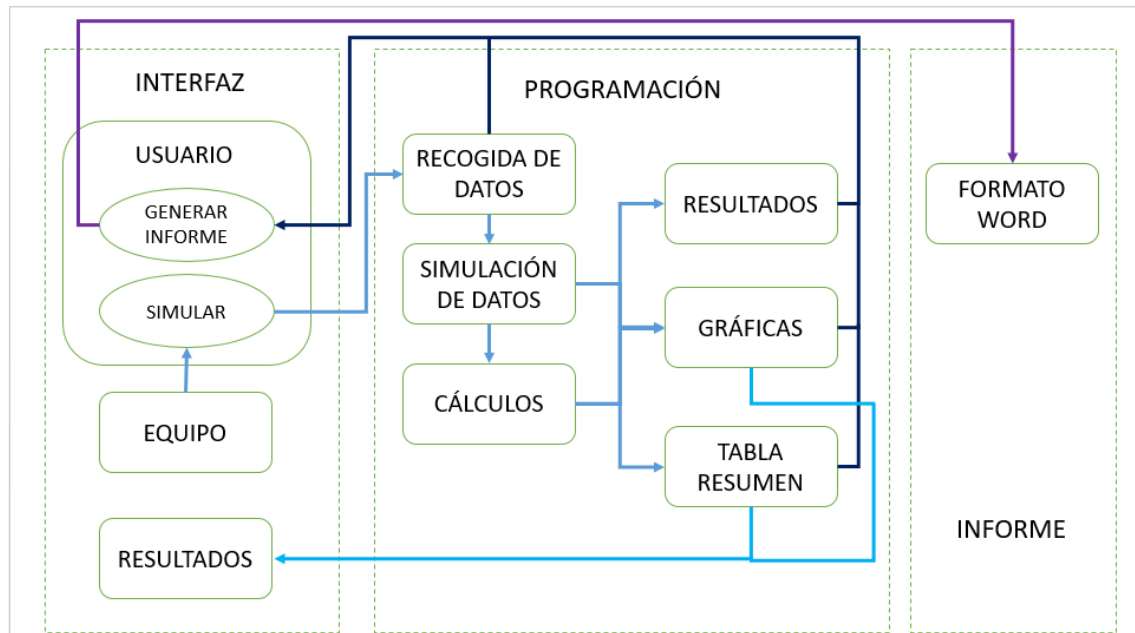 INTERFAZ
USUARIO
GENERAR
INFORME
SIMULAR
EQUIPO
RESULTADOS
PROGRAMACIÓN
RECOGIDA DE
DATOS
SIMULACIÓN
DE DATOS
CÁLCULOS
RESULTADOS
GRÁFICAS
TABLA
RESUMEN
FORMATO
WORD
INFORME